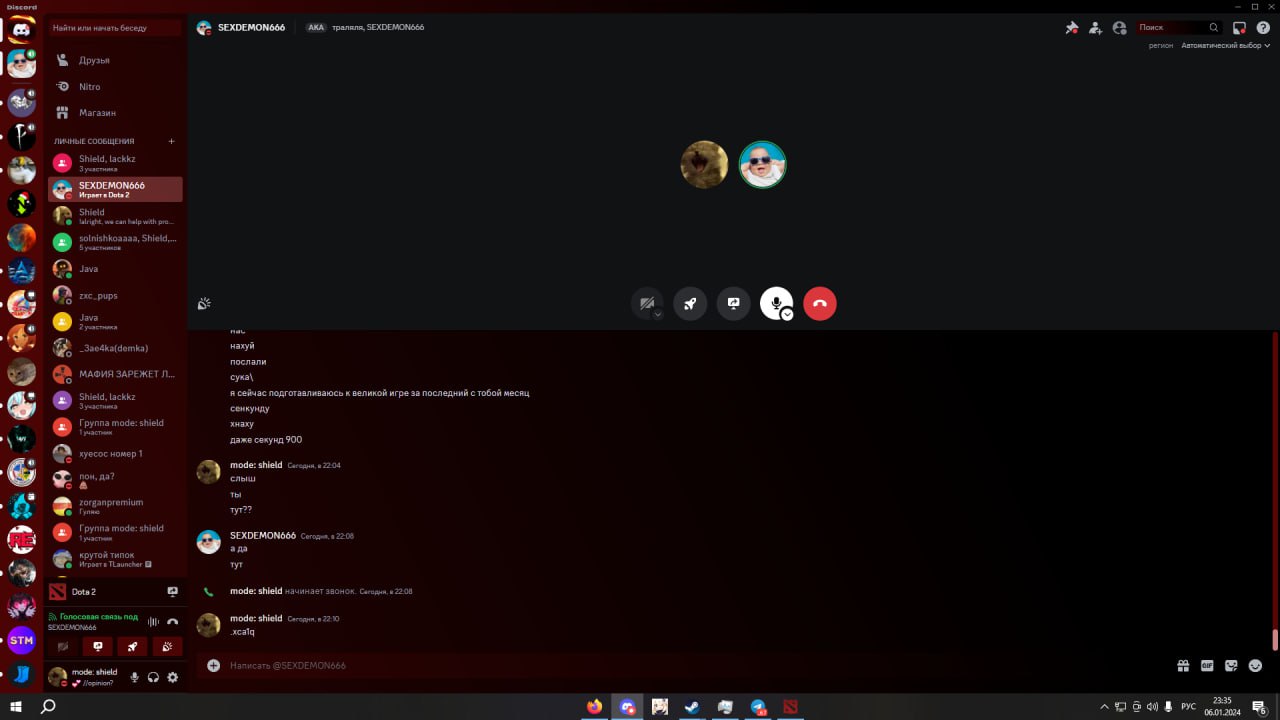 Discord
Найти или начать беседу
Друзья
Nitro
Магазин
ЛИЧНЫЕ СООБЩЕНИЯ
Shield, lackkz
3 участника
SEXDEMON666
Играет в Dota 2
Shield
!alright, we can help with pro...
solnishkoaaaa, Shield,...
5 участников
Java
zxc_pups
Java
2 участника
_3ae4ka(demka)
МАФИЯ ЗАРЕЖЕТ Л...
Shield, lackkz
3 участника
Группа mode: shield
1 участник
хуесос номер 1
пон, да?
zorganpremium
Гуляю
Группа mode: shield
1 участник
крутой типок
Играет в TLauncher
Dota 2
Голосовая связь под
SEXDEMON666
mode: shield
//opinion?
STM
SEXDEMON666
AKA
траляля, SEXDEMON666
Поиск
регион Автоматический выбор
нас
нахуй
послали
сука\
я сейчас подготавливаюсь к великой игре за последний с тобой месяц
сенкунду
хнаху
даже секунд 900
mode: shield Сегодня, в 22:04
слыш
ты
тут??
SEXDEMON666 Сегодня, в 22:08
а да
тут
mode: shield начинает звонок. Сегодня, в 22:08
mode: shield Сегодня, в 22:10
.xca1q
Написать @SEXDEMON666
GIF
РУС
23:35
06.01.2024